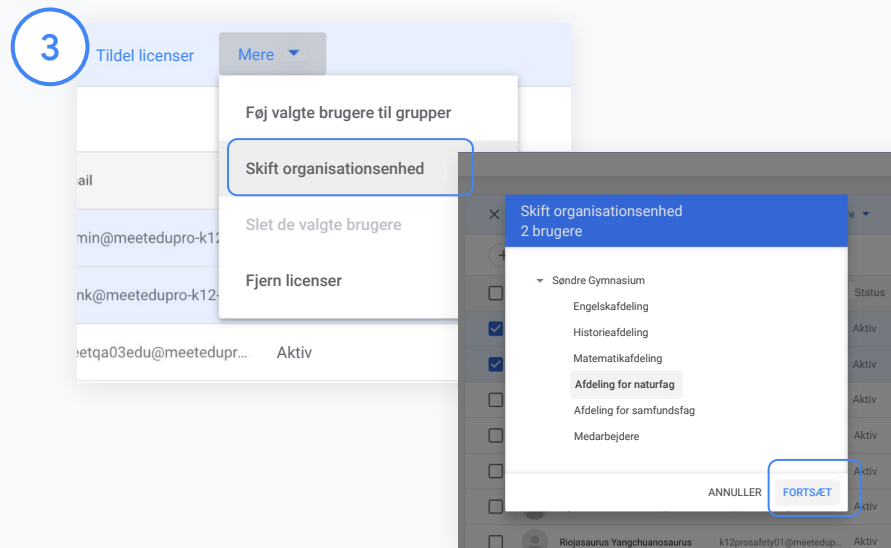 3
Tildel licenser
Mere
Føj valgte brugere til grupper
Skift organisationsenhed
Slet de valgte brugere
Fjern licenser
ail
min@meetedupro-k12
nk@meetedupro-k12-
eetqa03edu@meetedupr... Aktiv
Skift organisationsenhed
2 brugere
Søndre Gymnasium
Engelskafdeling
Historieafdeling
Matematikafdeling
Afdeling for naturfag
Afdeling for samfundsfag
Medarbejdere
ANNULLER FORTSÆT
re
Status
Aktiv
Aktiv
Aktiv
Aktiv
Aktiv
Aktiv
Riojasaurus Yangchuanosaurus k12prosafety01@meetedup... Aktiv